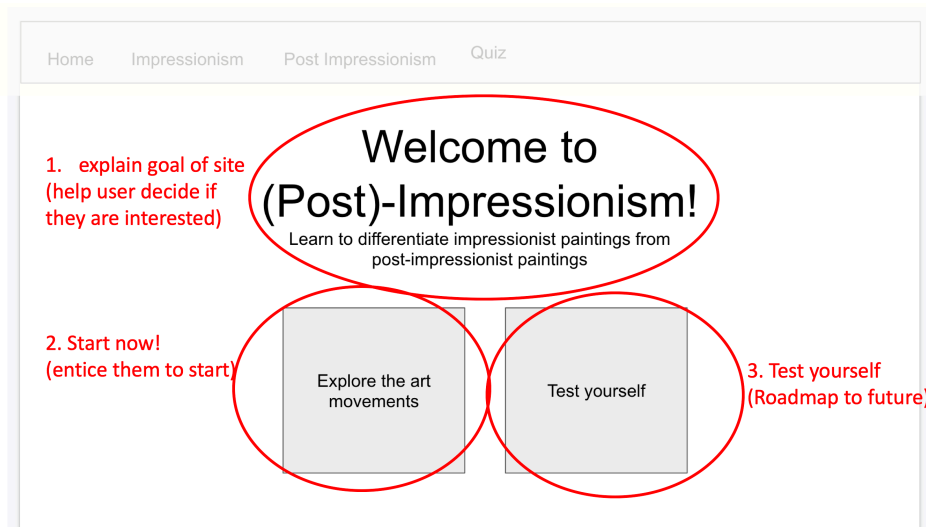 Home Impressionism Post Impressionism Quiz
Welcome to
(Post)-Impressionism!
Learn to differentiate impressionist paintings from
post-impressionist paintings
1. explain goal of site
(help user decide if
they are interested)
2. Start now!
(entice them to start)
Explore the art
movements
Test yourself
3. Test yourself
(Roadmap to future)